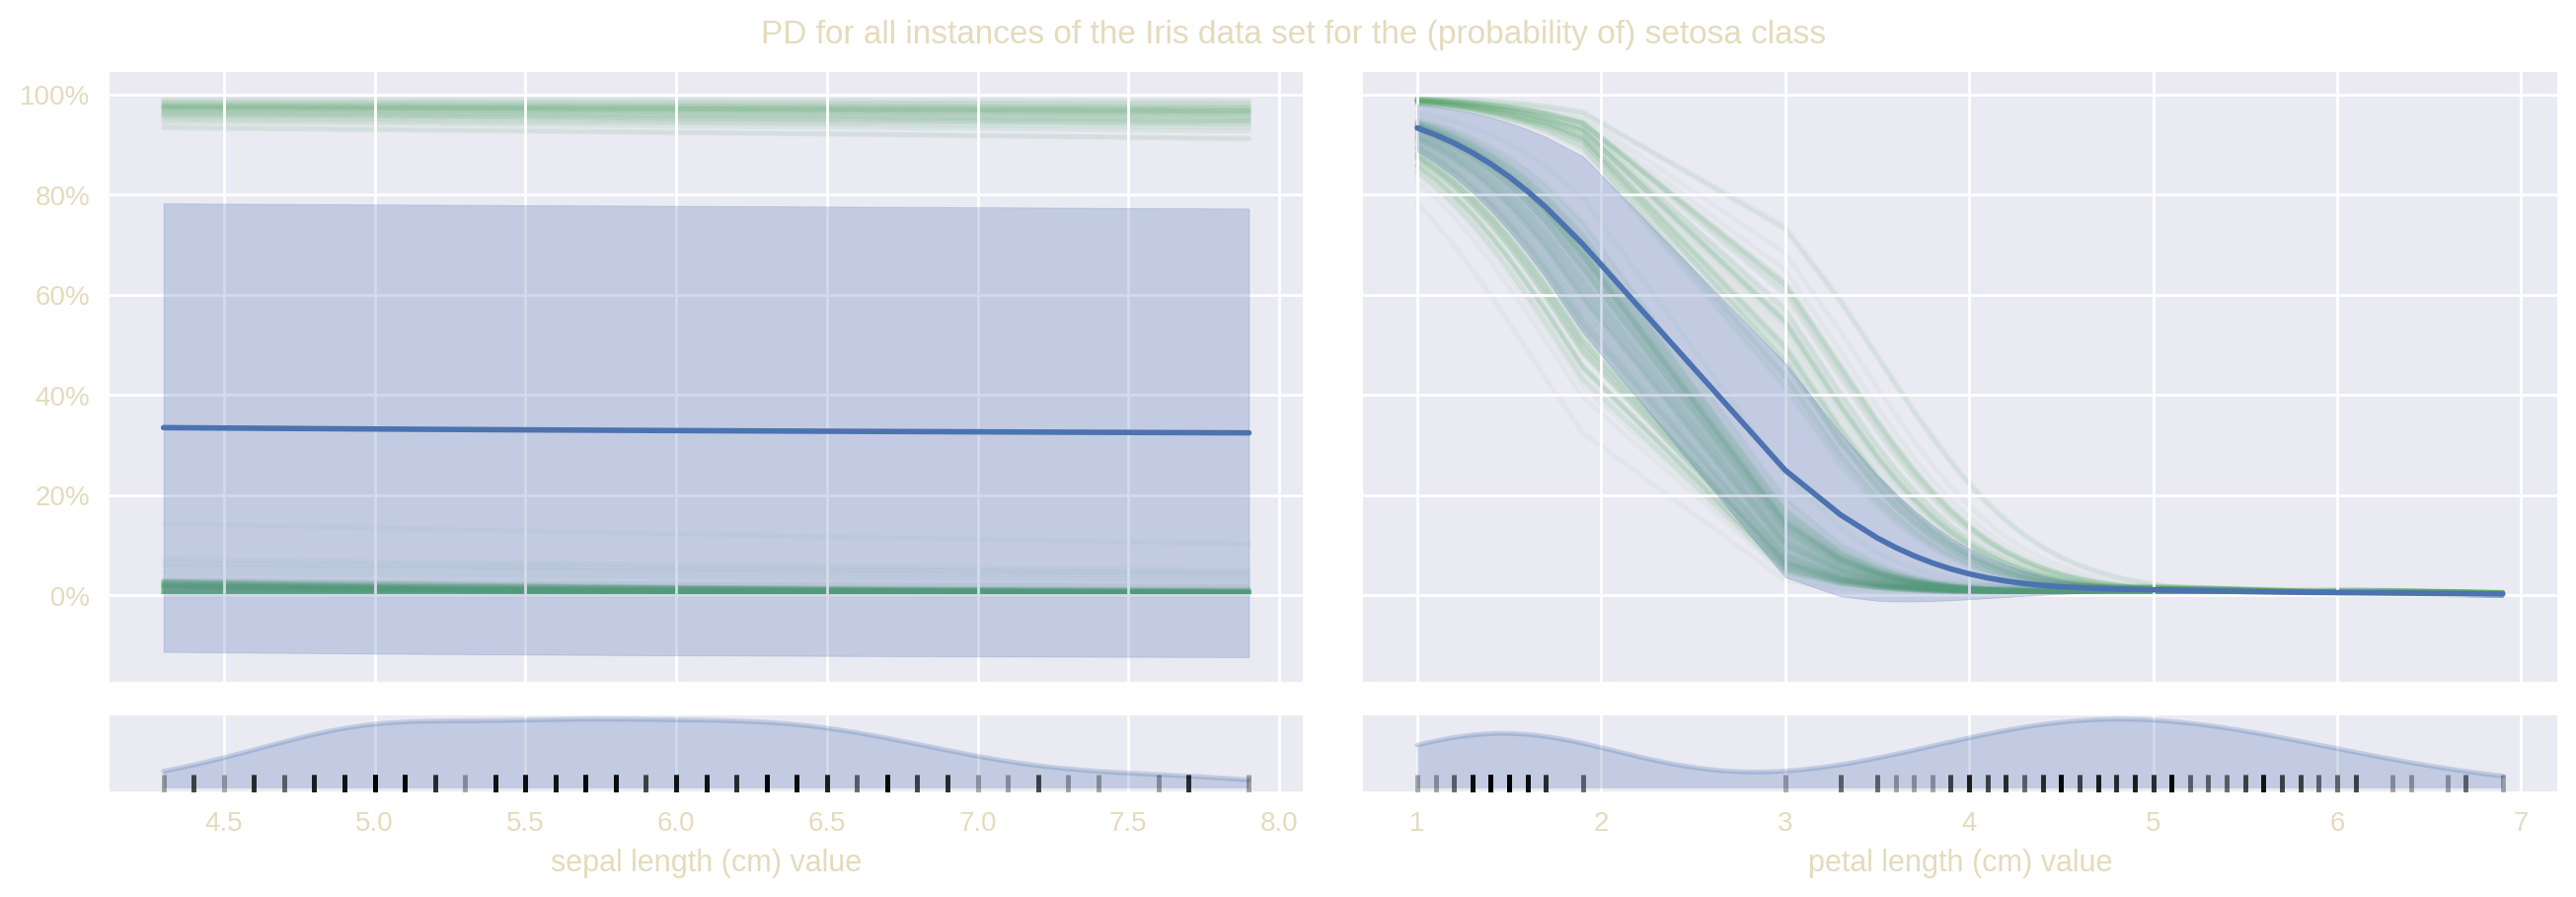 PD for all instances of the Iris data set for the (probability of) setosa class
100%
80%
60%
40%
20%
0%
4.5 5.0 5.5 6.0 6.5 7.0 7.5 8.0
sepal length (cm) value
1 2 3 4 5 6 7
petal length (cm) value